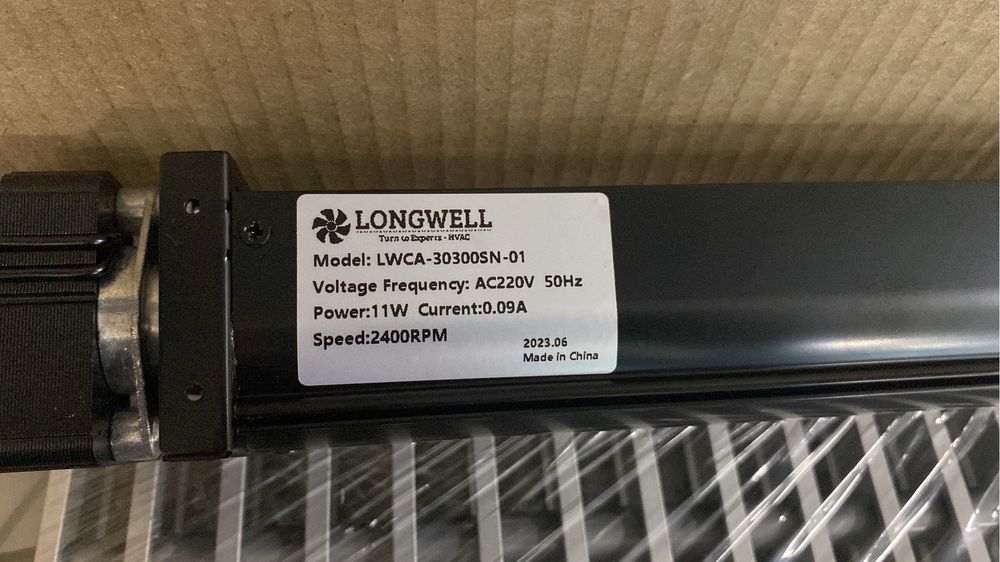 LONGWELL
Turn to Experts - HVAC
Model: LWCA-30300SN-01
Voltage Frequency: AC220V 50Hz
Power:11W Current:0.09A
Speed:2400RPM
2023.06
Made in China